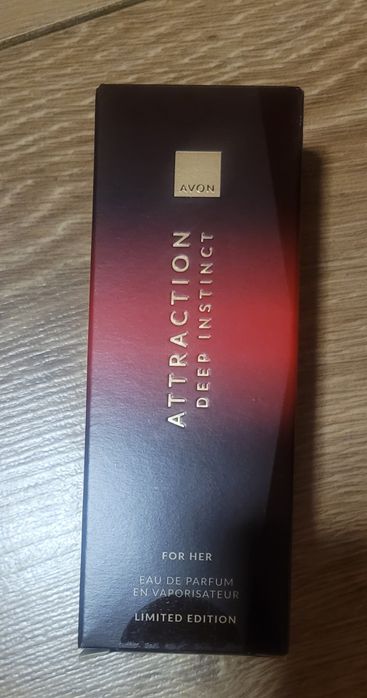 AVON
ATTRACTION
DEEP INSTINCT
FOR HER
EAU DE PARFUM
EN VAPORISATEUR
LIMITED EDITION